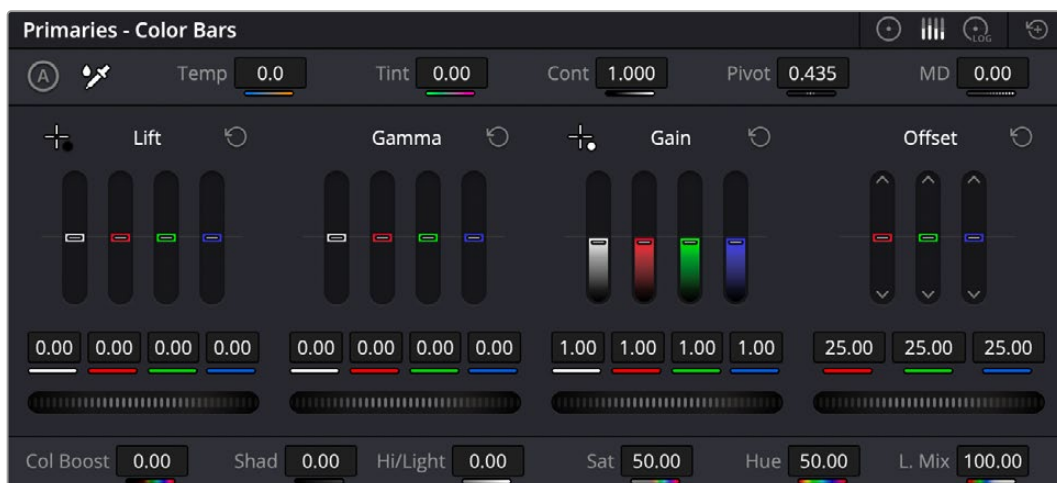 Primaries - Color Bars
LOG
A Temp 0.0 Tint 0.00 Cont 1.000 Pivot 0.435 MD 0.00
Lift Gamma Gain Offset
0.00 0.00 0.00 0.00 0.00 0.00 0.00 0.00 1.00 1.00 1.00 1.00 25.00 25.00 25.00
Col Boost 0.00 Shad 0.00 Hi/Light 0.00 Sat 50.00 Hue 50.00 L. Mix 100.00